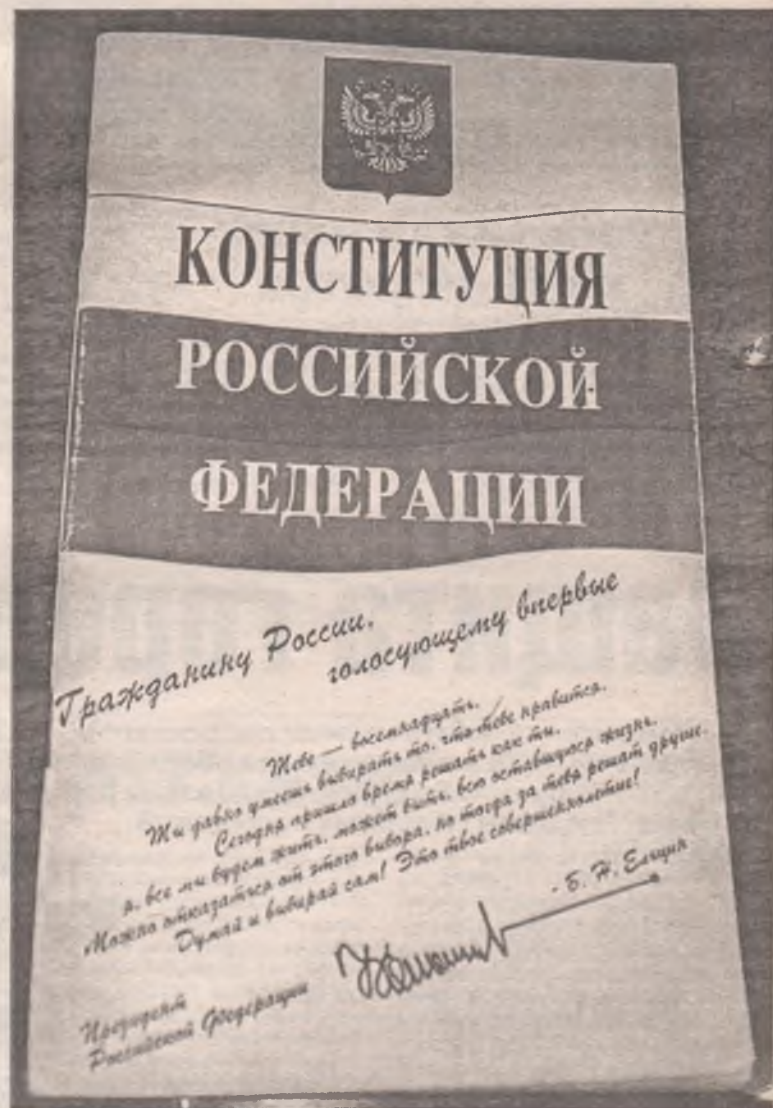 КОНСТИТУЦИЯ
РОССИЙСКОЙ
ФЕДЕРАЦИИ
Гражданину России,
голосующему впервые
Тебе — восемнадцать.
Ты давно умеешь выбирать то, что тебе нравится.
Сегодня пришло время решать как ты,
я, все мы будем жить, может быть, всю оставшуюся жизнь.
Можно отказаться от этого выбора, но тогда за тебя решат другие.
Думай и выбирай сам! Это твое совершеннолетие!
- Б. Н. Ельцин
Президент
Российской Федерации